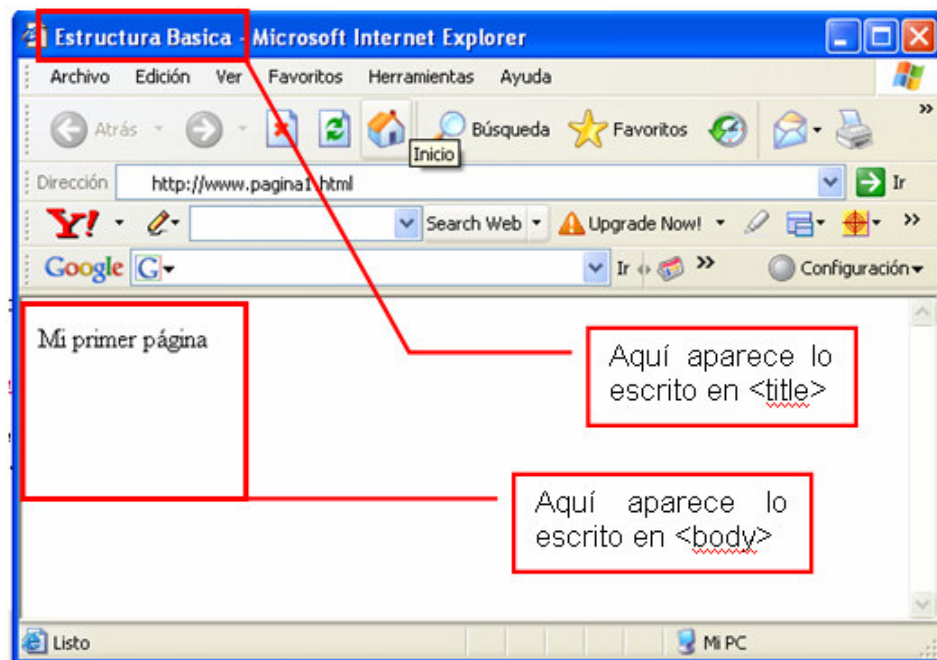 Estructura Basica - Microsoft Internet Explorer
Archivo Edición Ver Favoritos Herramientas Ayuda
Atrás Búsqueda Favoritos
Inicio
Dirección http://www.pagina1.html Ir
Y! Search Web Upgrade Now!
Google G Ir Configuración
Mi primer página
Aquí aparece lo
escrito en <title>
Aquí aparece lo
escrito en <body>
Listo Mi PC